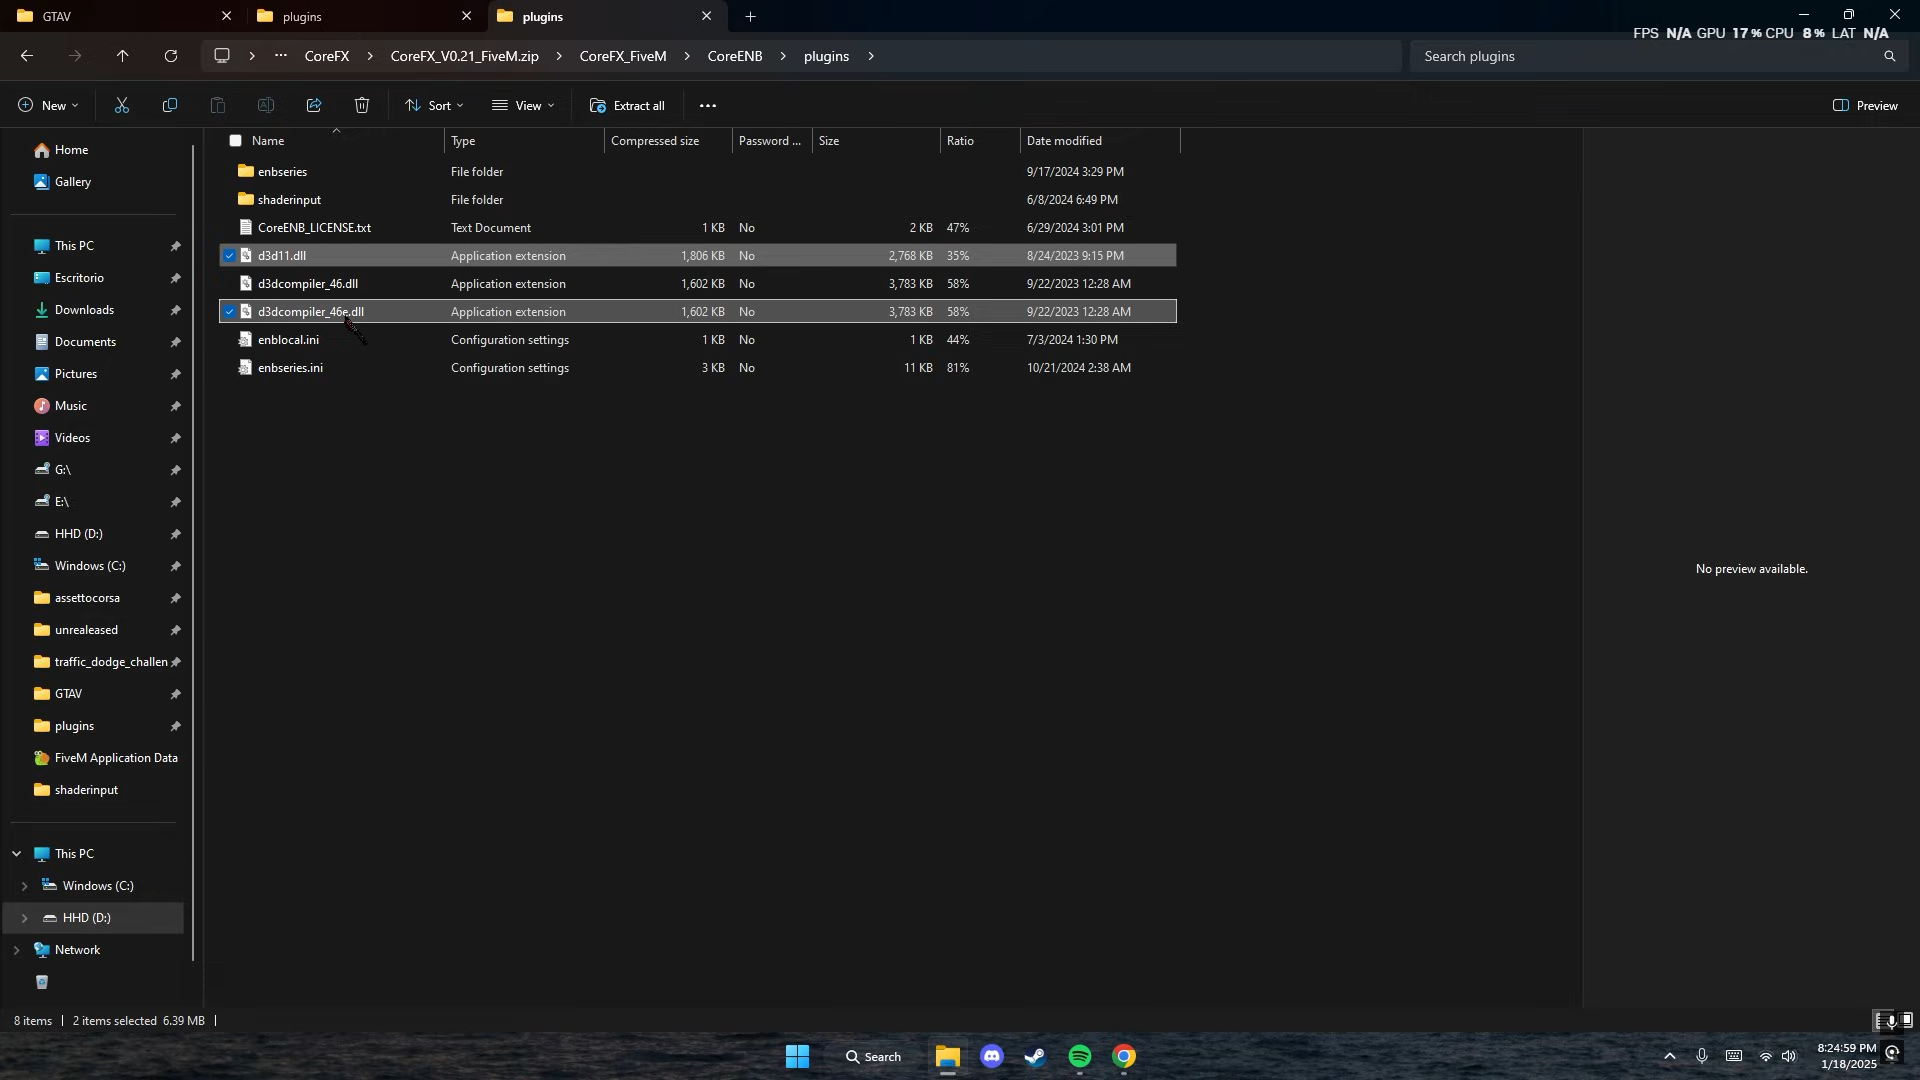 GTAV
plugins
plugins
FPS N/A GPU 17 % CPU 8 % LAT N/A
CoreFX
CoreFX_V0.21_FiveM.zip
CoreFX_FiveM
CoreENB
plugins
Search plugins
New
Sort
View
Extract all
Preview
Name
Type
Compressed size
Password ...
Size
Ratio
Date modified
enbseries File folder 9/17/2024 3:29 PM
shaderinput File folder 6/8/2024 6:49 PM
CoreENB_LICENSE.txt Text Document 1 KB No 2 KB 47% 6/29/2024 3:01 PM
d3d11.dll Application extension 1,806 KB No 2,768 KB 35% 8/24/2023 9:15 PM
d3dcompiler_46.dll Application extension 1,602 KB No 3,783 KB 58% 9/22/2023 12:28 AM
d3dcompiler_46e.dll Application extension 1,602 KB No 3,783 KB 58% 9/22/2023 12:28 AM
enblocal.ini Configuration settings 1 KB No 1 KB 44% 7/3/2024 1:30 PM
enbseries.ini Configuration settings 3 KB No 11 KB 81% 10/21/2024 2:38 AM
Home
Gallery
This PC
Escritorio
Downloads
Documents
Pictures
Music
Videos
G:\
E:\
HHD (D:)
Windows (C:)
assettocorsa
unrealeased
traffic_dodge_challen
GTAV
plugins
FiveM Application Data
shaderinput
This PC
Windows (C:)
HHD (D:)
Network
No preview available.
8 items
2 items selected 6.39 MB
Search
8:24:59 PM
1/18/2025